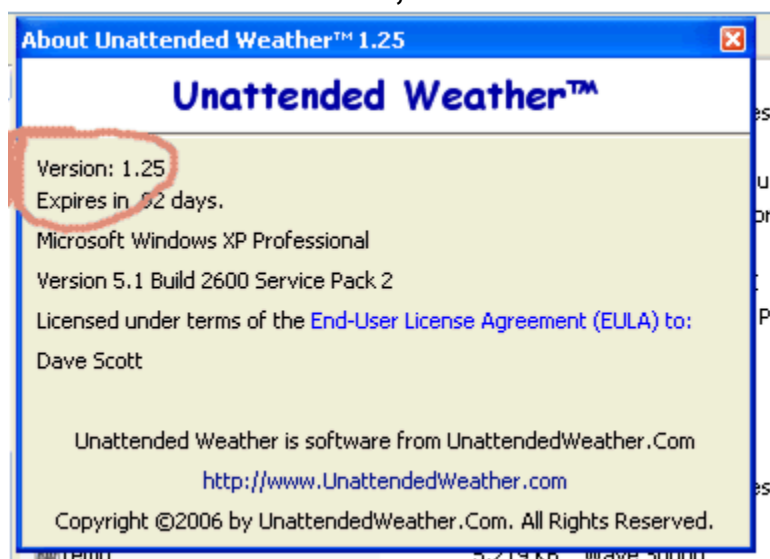 About Unattended Weather™ 1.25
Unattended Weather™
Version: 1.25
Expires in 92 days.
Microsoft Windows XP Professional
Version 5.1 Build 2600 Service Pack 2
Licensed under terms of the End-User License Agreement (EULA) to:
Dave Scott
Unattended Weather is software from UnattendedWeather.Com
http://www.UnattendedWeather.com
Copyright ©2006 by UnattendedWeather.Com. All Rights Reserved.